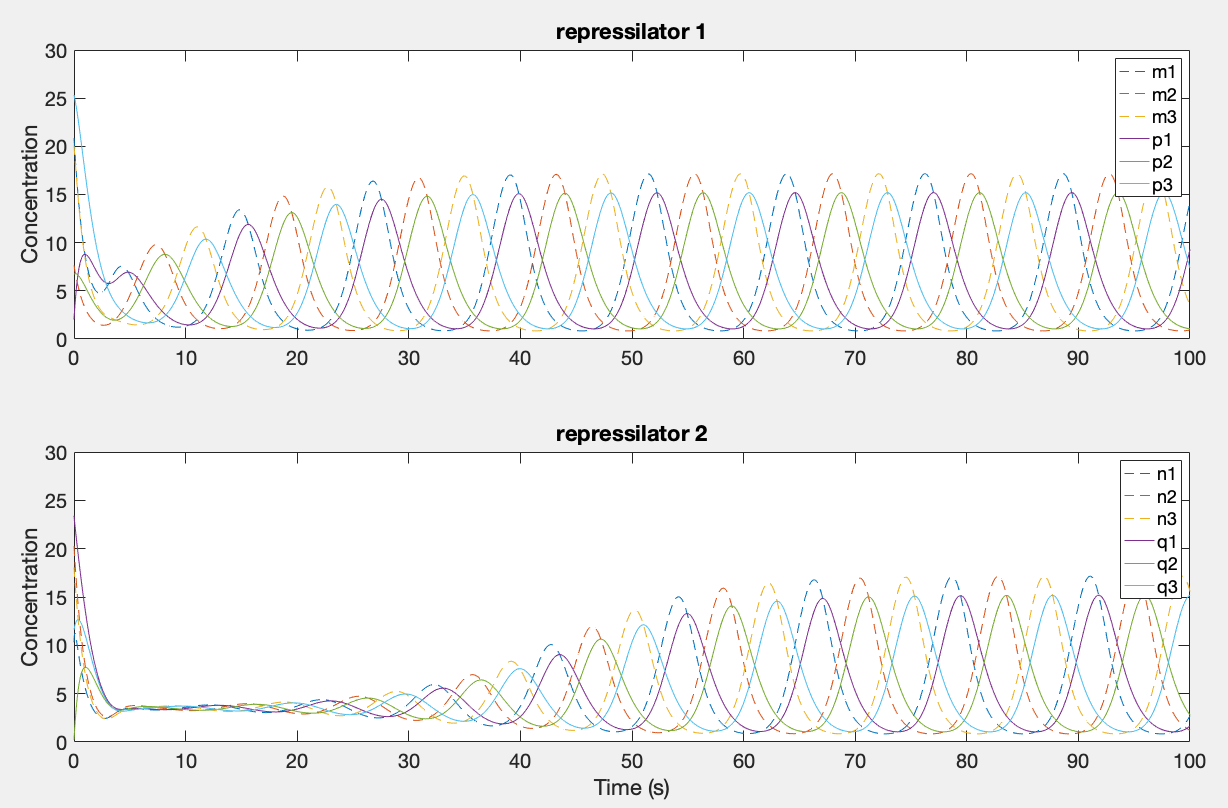 repressilator 1
30
25
20
15
10
5
0
Concentration
m1
m2
m3
p1
p2
p3
0 10 20 30 40 50 60 70 80 90 100
repressilator 2
30
25
20
15
10
5
0
Concentration
n1
n2
n3
q1
q2
q3
0 10 20 30 40 50 60 70 80 90 100
Time (s)